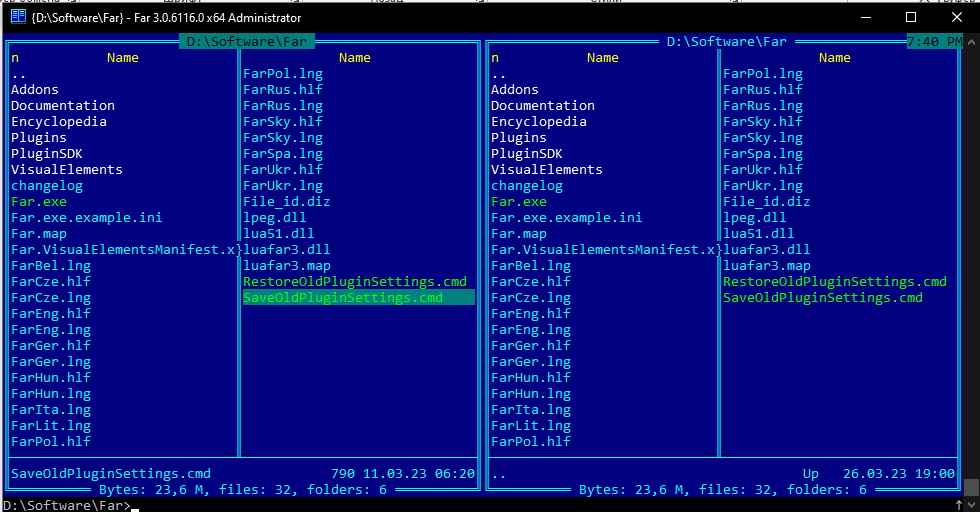 {D:\Software\Far} - Far 3.0.6116.0 x64 Administrator
D:\Software\Far D:\Software\Far 7:40 PM
n Name Name n Name Name
.. FarPol.lng .. FarPol.lng
Addons FarRus.hlf Addons FarRus.hlf
Documentation FarRus.lng Documentation FarRus.lng
Encyclopedia FarSky.hlf Encyclopedia FarSky.hlf
Plugins FarSky.lng Plugins FarSky.lng
PluginSDK FarSpa.lng PluginSDK FarSpa.lng
VisualElements FarUkr.hlf VisualElements FarUkr.hlf
changelog FarUkr.lng changelog FarUkr.lng
Far.exe File_id.diz Far.exe File_id.diz
Far.exe.example.ini lpeg.dll Far.exe.example.ini lpeg.dll
Far.map lua51.dll Far.map lua51.dll
Far.VisualElementsManifest.x}luafar3.dll Far.VisualElementsManifest.x}luafar3.dll
FarBel.lng luafar3.map FarBel.lng luafar3.map
FarCze.hlf RestoreOldPluginSettings.cmd FarCze.hlf RestoreOldPluginSettings.cmd
FarCze.lng SaveOldPluginSettings.cmd FarCze.lng SaveOldPluginSettings.cmd
FarEng.hlf FarEng.hlf
FarEng.lng FarEng.lng
FarGer.hlf FarGer.hlf
FarGer.lng FarGer.lng
FarHun.hlf FarHun.hlf
FarHun.lng FarHun.lng
FarIta.lng FarIta.lng
FarLit.lng FarLit.lng
FarPol.hlf FarPol.hlf
SaveOldPluginSettings.cmd 790 11.03.23 06:20 .. Up 26.03.23 19:00
Bytes: 23,6 M, files: 32, folders: 6 Bytes: 23,6 M, files: 32, folders: 6
D:\Software\Far>